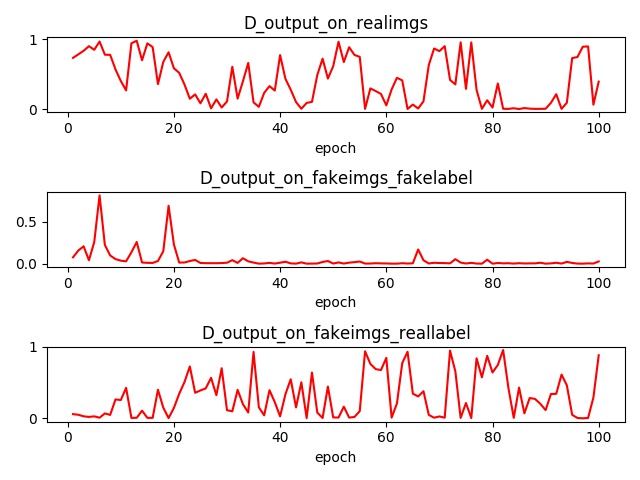 D_output_on_realimgs
1
0
0 20 40 60 80 100
epoch
D_output_on_fakeimgs_fakelabel
0.5
0.0
0 20 40 60 80 100
epoch
D_output_on_fakeimgs_reallabel
1
0
0 20 40 60 80 100
epoch